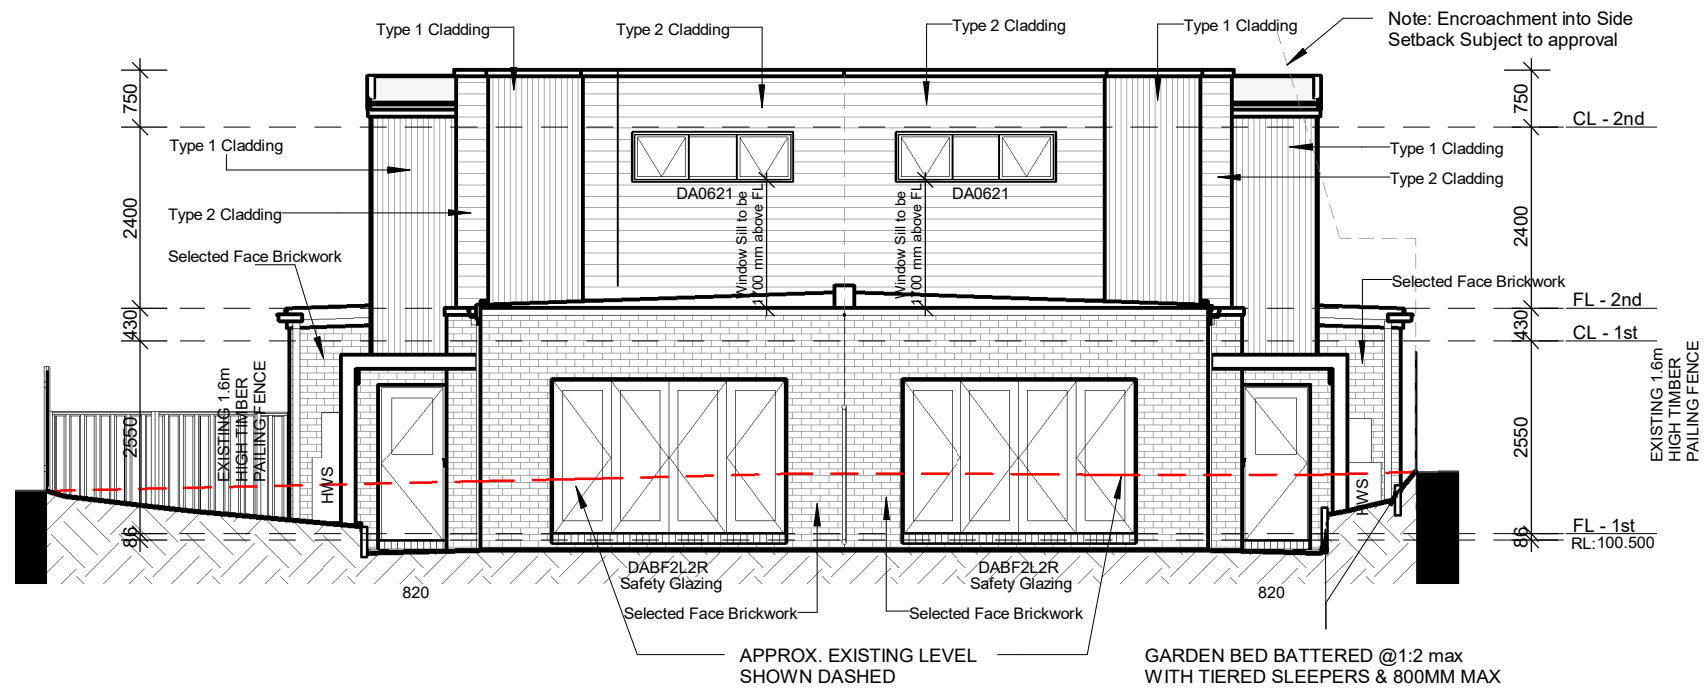 Note: Encroachment into Side
Setback Subject to approval
Type 1 Cladding
Type 2 Cladding
Type 2 Cladding
Type 1 Cladding
750
750
CL - 2nd
Type 1 Cladding
Type 1 Cladding
DA0621
DA0621
Type 2 Cladding
Type 2 Cladding
2400
Window Sill to be
1700 mm above FL
Window Sill to be
1700 mm above FL
2400
Selected Face Brickwork
Selected Face Brickwork
FL - 2nd
430
430
CL - 1st
2550
EXISTING 1.6m
HIGH TIMBER
PAILING FENCE
HWS
HWS
2550
EXISTING 1.6m
HIGH TIMBER
PAILING FENCE
86
86
FL - 1st
RL:100.500
DABF2L2R
Safety Glazing
DABF2L2R
Safety Glazing
820
820
Selected Face Brickwork
Selected Face Brickwork
APPROX. EXISTING LEVEL
SHOWN DASHED
GARDEN BED BATTERED @1:2 max
WITH TIERED SLEEPERS & 800MM MAX